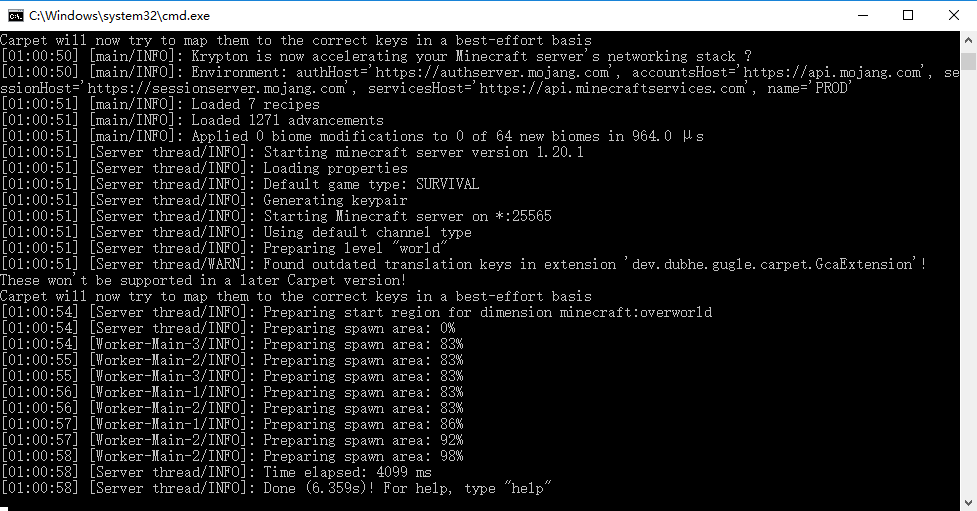 C:\Windows\system32\cmd.exe
Carpet will now try to map them to the correct keys in a best-effort basis
[01:00:50] [main/INFO]: Krypton is now accelerating your Minecraft server's networking stack ?
[01:00:50] [main/INFO]: Environment: authHost='https://authserver.mojang.com', accountsHost='https://api.mojang.com', se
ssionHost='https://sessionserver.mojang.com', servicesHost='https://api.minecraftservices.com', name='PROD'
[01:00:51] [main/INFO]: Loaded 7 recipes
[01:00:51] [main/INFO]: Loaded 1271 advancements
[01:00:51] [main/INFO]: Applied 0 biome modifications to 0 of 64 new biomes in 964.0 μs
[01:00:51] [Server thread/INFO]: Starting minecraft server version 1.20.1
[01:00:51] [Server thread/INFO]: Loading properties
[01:00:51] [Server thread/INFO]: Default game type: SURVIVAL
[01:00:51] [Server thread/INFO]: Generating keypair
[01:00:51] [Server thread/INFO]: Starting Minecraft server on *:25565
[01:00:51] [Server thread/INFO]: Using default channel type
[01:00:51] [Server thread/INFO]: Preparing level "world"
[01:00:51] [Server thread/WARN]: Found outdated translation keys in extension 'dev.dubhe.gugle.carpet.GcaExtension'!
These won't be supported in a later Carpet version!
Carpet will now try to map them to the correct keys in a best-effort basis
[01:00:54] [Server thread/INFO]: Preparing start region for dimension minecraft:overworld
[01:00:54] [Server thread/INFO]: Preparing spawn area: 0%
[01:00:54] [Worker-Main-3/INFO]: Preparing spawn area: 83%
[01:00:55] [Worker-Main-2/INFO]: Preparing spawn area: 83%
[01:00:55] [Worker-Main-3/INFO]: Preparing spawn area: 83%
[01:00:56] [Worker-Main-1/INFO]: Preparing spawn area: 83%
[01:00:56] [Worker-Main-2/INFO]: Preparing spawn area: 83%
[01:00:57] [Worker-Main-1/INFO]: Preparing spawn area: 86%
[01:00:57] [Worker-Main-2/INFO]: Preparing spawn area: 92%
[01:00:58] [Worker-Main-2/INFO]: Preparing spawn area: 98%
[01:00:58] [Server thread/INFO]: Time elapsed: 4099 ms
[01:00:58] [Server thread/INFO]: Done (6.359s)! For help, type "help"